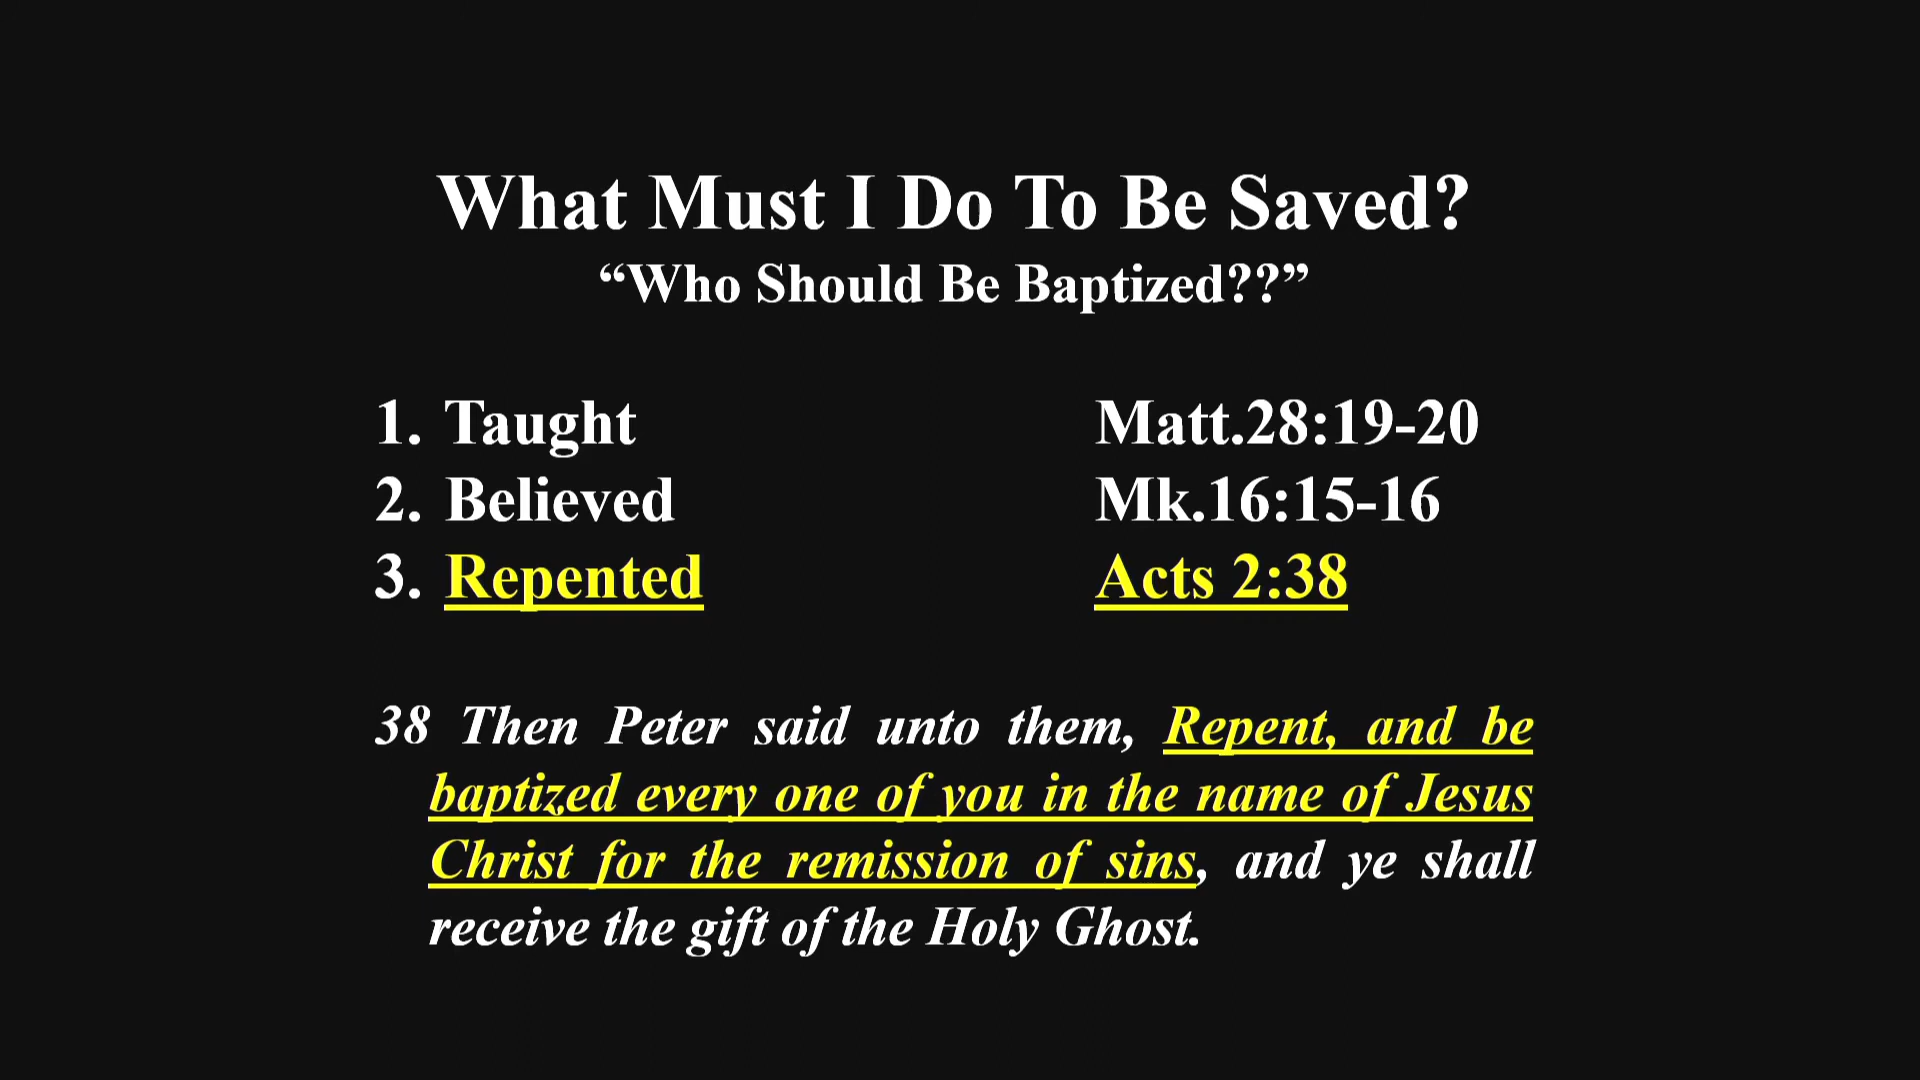 What Must I Do To Be Saved?
“Who Should Be Baptized??”
1. Taught Matt.28:19-20
2. Believed Mk.16:15-16
3. Repented Acts 2:38
38 Then Peter said unto them, Repent, and be
baptized every one of you in the name of Jesus
Christ for the remission of sins, and ye shall
receive the gift of the Holy Ghost.